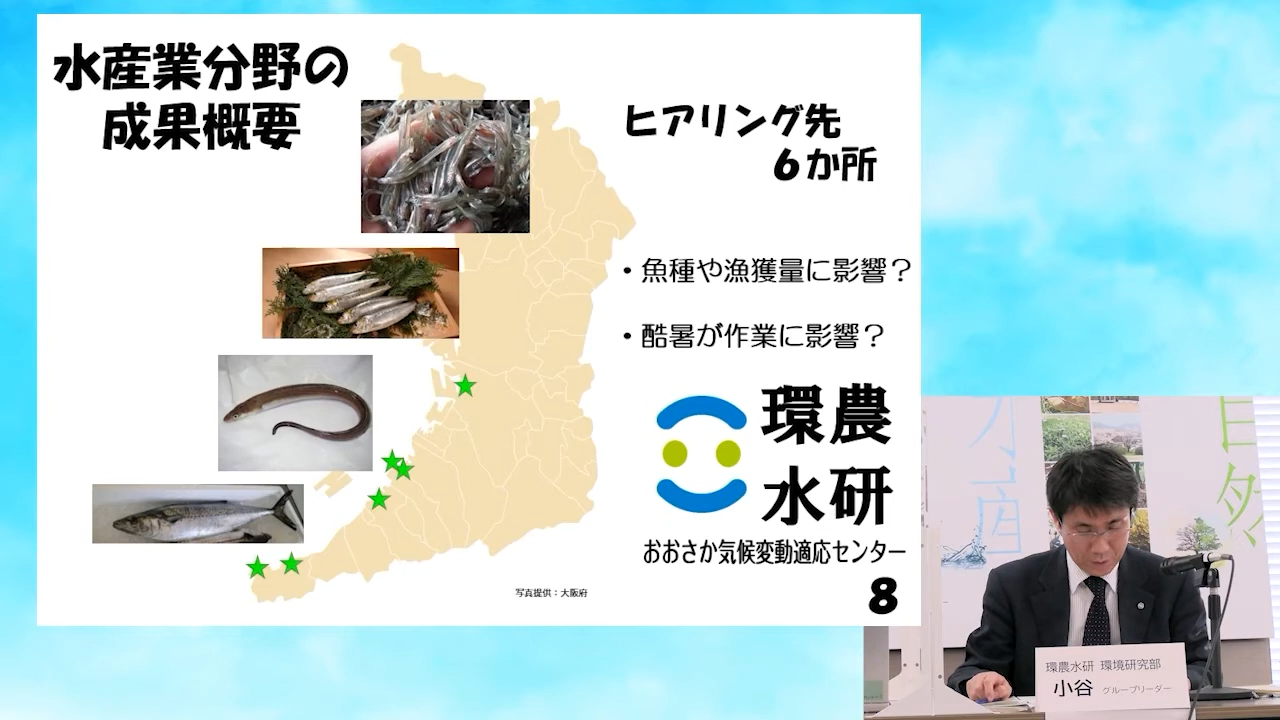 水産業分野の
成果概要
ヒアリング先
６か所
・魚種や漁獲量に影響？
・酷暑が作業に影響？
環農
水研
おおさか気候変動適応センター
写真提供：大阪府
8
自然
環農水研 環境研究部
小谷 グループリーダー